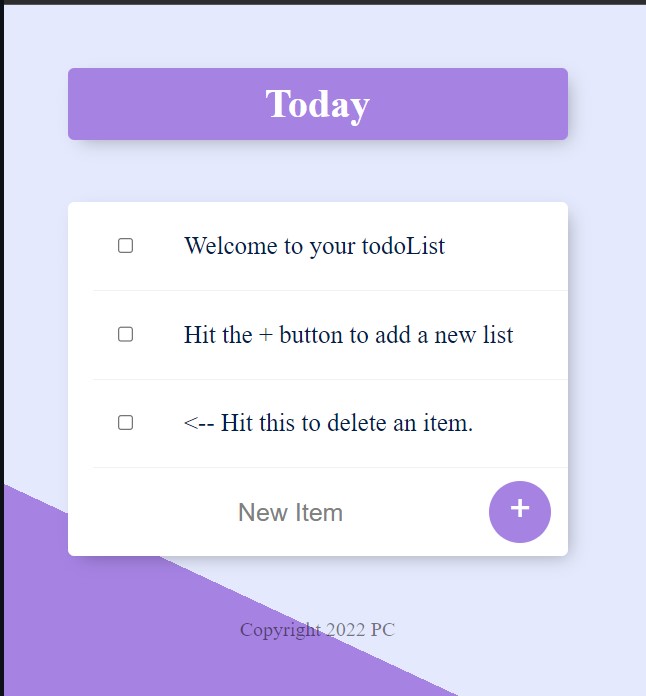 Today
Welcome to your todoList
Hit the + button to add a new list
<-- Hit this to delete an item.
New Item
+
Copyright 2022 PC